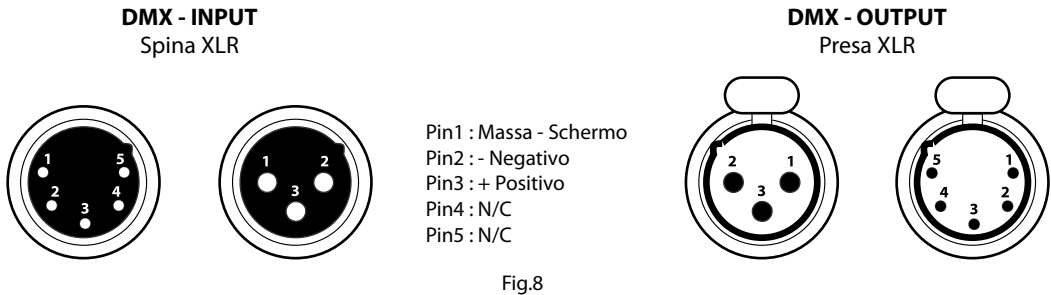 DMX - INPUT
Spina XLR
1
5
2
4
3
1
2
3
Pin1 : Massa - Schermo
Pin2 : - Negativo
Pin3 : + Positivo
Pin4 : N/C
Pin5 : N/C
DMX - OUTPUT
Presa XLR
2
1
3
5
1
4
2
3
Fig.8